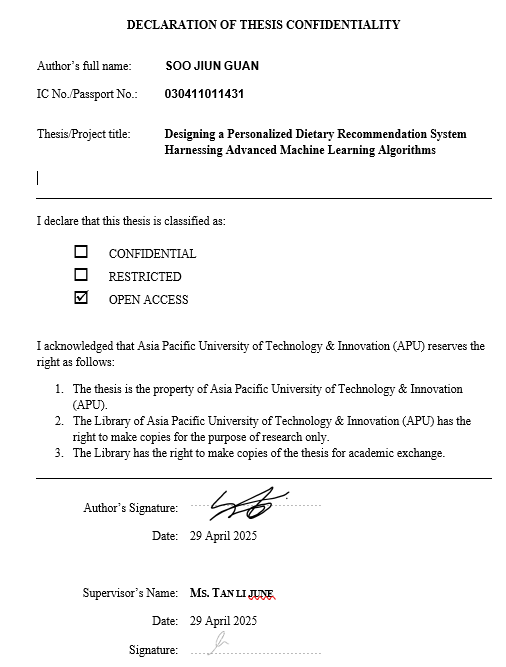 DECLARATION OF THESIS CONFIDENTIALITY
Author's full name: SOO JIUN GUAN
IC No./Passport No.: 030411011431
Thesis/Project title: Designing a Personalized Dietary Recommendation System
Harnessing Advanced Machine Learning Algorithms
I declare that this thesis is classified as:
CONFIDENTIAL
RESTRICTED
OPEN ACCESS
I acknowledged that Asia Pacific University of Technology & Innovation (APU) reserves the
right as follows:
1. The thesis is the property of Asia Pacific University of Technology & Innovation
(APU).
2. The Library of Asia Pacific University of Technology & Innovation (APU) has the
right to make copies for the purpose of research only.
3. The Library has the right to make copies of the thesis for academic exchange.
Author's Signature:
Date: 29 April 2025
Supervisor's Name: MS. TAN LI JUNE
Date: 29 April 2025
Signature: